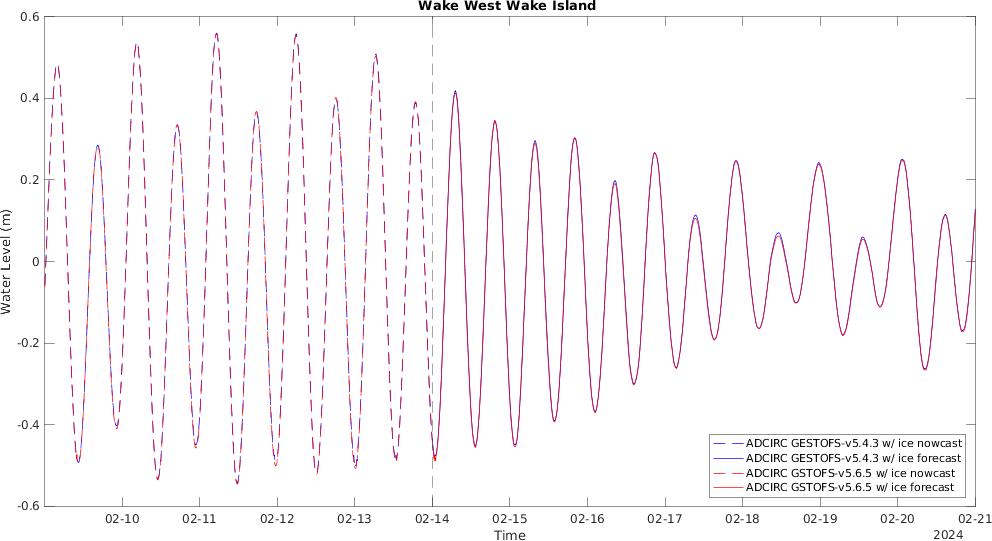 Wake West Wake Island
0.6
0.4
0.2
0
-0.2
-0.4
-0.6
Water Level (m)
ADCIRC GESTOFS-v5.4.3 w/ ice nowcast
ADCIRC GESTOFS-v5.4.3 w/ ice forecast
ADCIRC GSTOFS-v5.6.5 w/ ice nowcast
ADCIRC GSTOFS-v5.6.5 w/ ice forecast
02-10 02-11 02-12 02-13 02-14 02-15 02-16 02-17 02-18 02-19 02-20 02-21
Time
2024